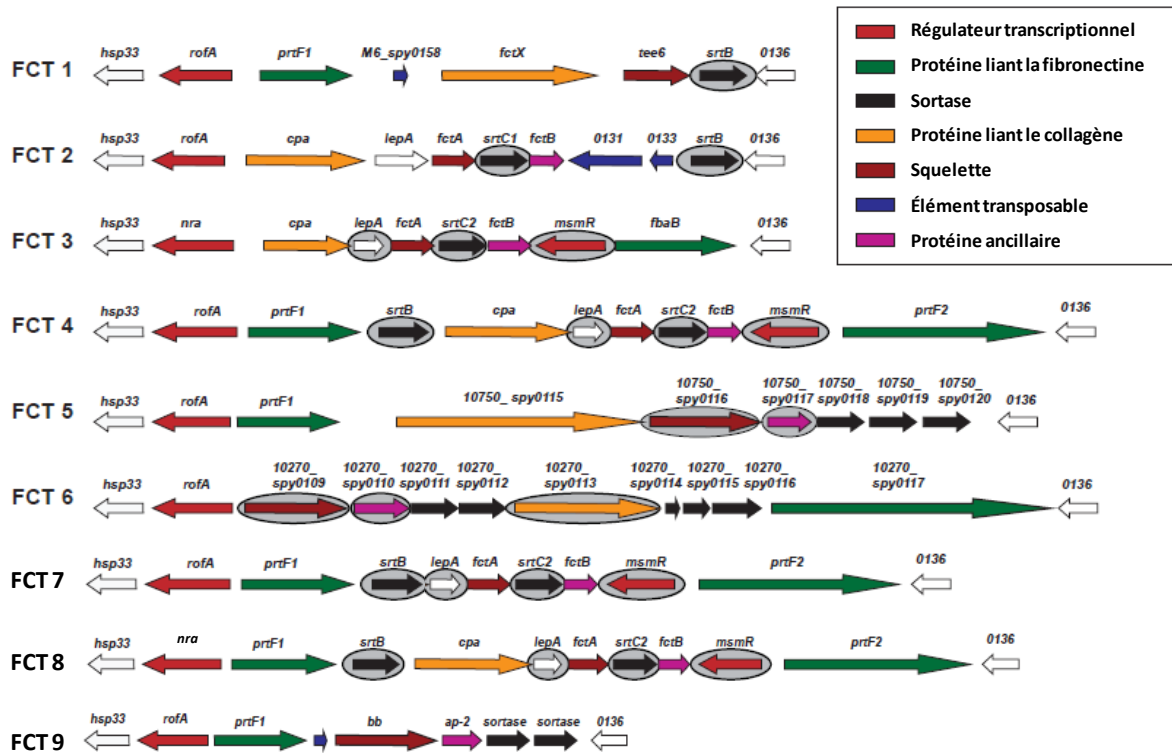 hsp33 rofA prtF1 M6_spy0158 fctX tee6 srtB 0136
FCT 1
hsp33 rofA cpa lepA fctA srtC1 fctB 0131 0133 srtB 0136
FCT 2
hsp33 nra cpa lepA fctA srtC2 fctB msmR fbaB 0136
FCT 3
hsp33 rofA prtF1 srtB cpa lepA fctA srtC2 fctB msmR prtF2 0136
FCT 4
10750_ 10750_ 10750_ 10750_ 10750_
hsp33 rofA prtF1 10750_ spy0115 spy0116 spy0117 spy0118 spy0119 spy0120 0136
FCT 5
10270_ 10270_ 10270_ 10270_ 10270_ 10270_ 10270_ 10270_ 10270_
hsp33 rofA spy0109 spy0110 spy0111 spy0112 spy0113 spy0114 spy0115 spy0116 spy0117 0136
FCT 6
hsp33 rofA prtF1 srtB lepA fctA srtC2 fctB msmR prtF2 0136
FCT 7
hsp33 nra prtF1 srtB cpa lepA fctA srtC2 fctB msmR prtF2 0136
FCT 8
hsp33 rofA prtF1 bb ap-2 sortase sortase 0136
FCT 9
Régulateur transcriptionnel
Protéine liant la fibronectine
Sortase
Protéine liant le collagène
Squelette
Élément transposable
Protéine ancillaire